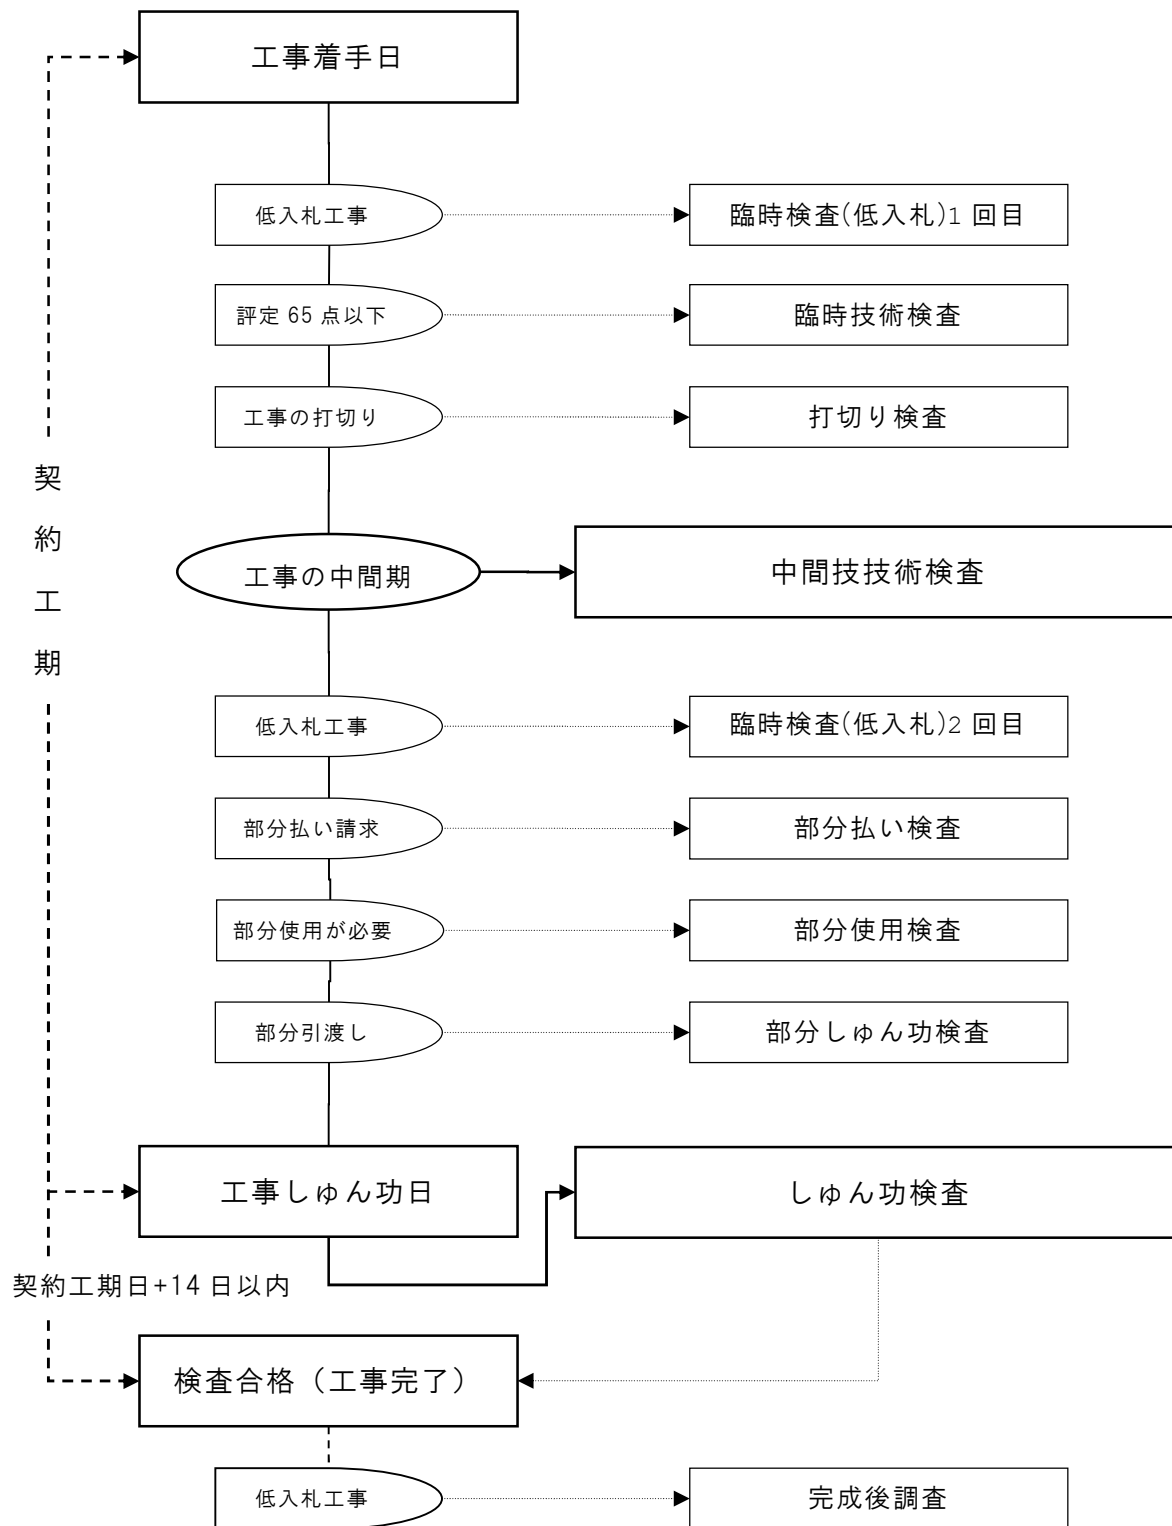 工事着手日
低入札工事
臨時検査(低入札)1回目
評定65点以下
臨時技術検査
工事の打切り
打切り検査
契約工期
工事の中間期
中間技技術検査
低入札工事
臨時検査(低入札)2回目
部分払い請求
部分払い検査
部分使用が必要
部分使用検査
部分引渡し
部分しゅん功検査
工事しゅん功日
しゅん功検査
契約工期日+14日以内
検査合格（工事完了）
低入札工事
完成後調査